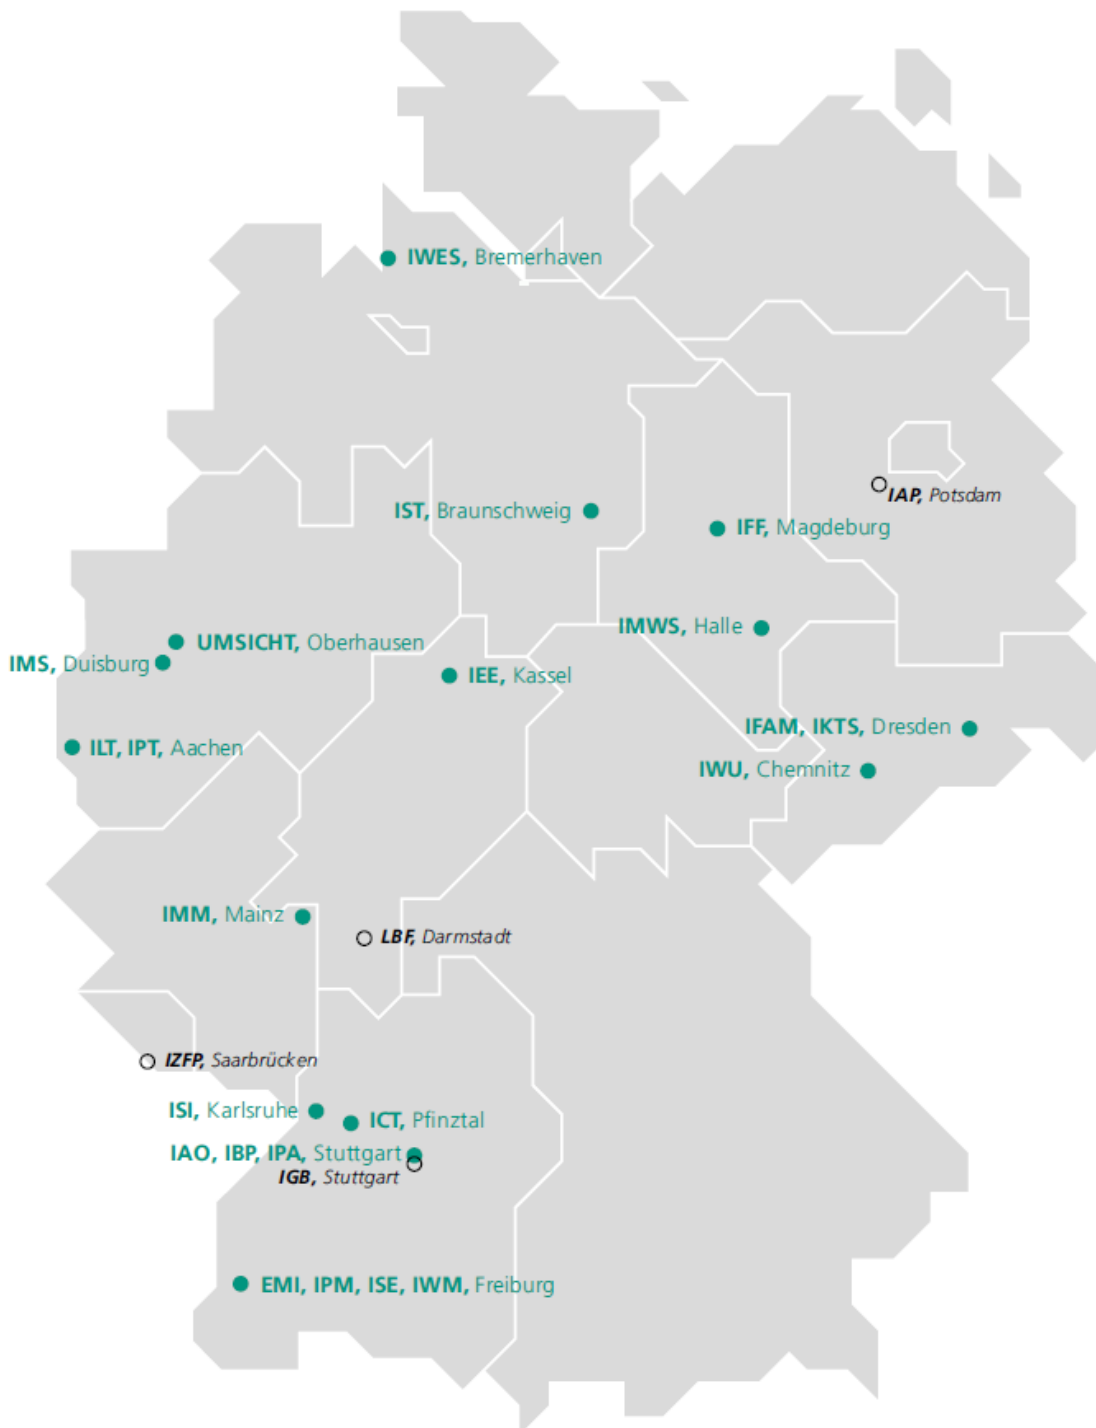 IWES, Bremerhaven
IAP, Potsdam
IST, Braunschweig
IFF, Magdeburg
IMWS, Halle
UMSICHT, Oberhausen
IMS, Duisburg
IEE, Kassel
IFAM, IKTS, Dresden
ILT, IPT, Aachen
IWU, Chemnitz
IMM, Mainz
LBF, Darmstadt
IZFP, Saarbrücken
ISI, Karlsruhe
ICT, Pfinztal
IAO, IBP, IPA, Stuttgart
IGB, Stuttgart
EMI, IPM, ISE, IWM, Freiburg